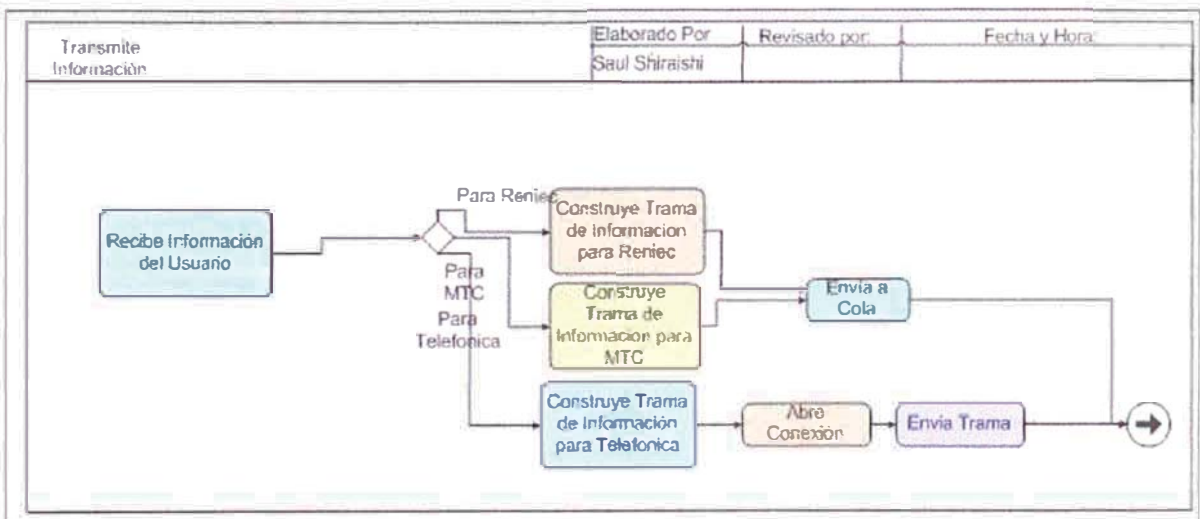 Transmite
Información
Elaborado Por
Revisado por:
Fecha y Hora:
Saul Shiraishi
Recibe Información
del Usuario
Para Reniec
Para
MTC
Para
Telefonica
Construye Trama
de Informacion
para Reniec
Construye
Trama de
Informacion para
MTC
Envia a
Cola
Construye Trama
de Información
para Telefonica
Abre
Conexión
Envia Trama